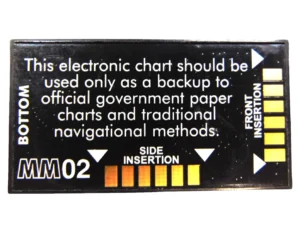 This electronic chart should be
used only as a backup to
official government paper
charts and traditional
navigational methods.
BOTTOM
FRONT
INSERTION
MM02
SIDE
INSERTION